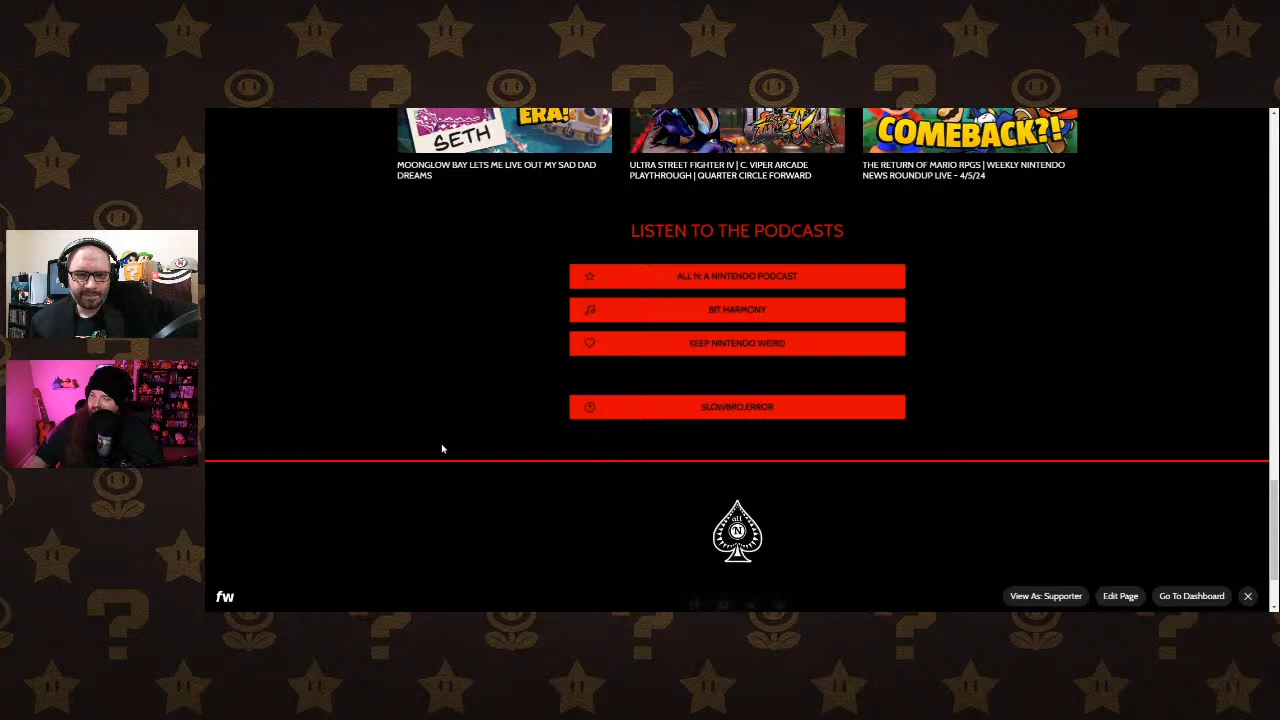 SETH
ERA!
COMEBACK?!
MOONGLOW BAY LETS ME LIVE OUT MY SAD DAD
DREAMS
ULTRA STREET FIGHTER IV | C. VIPER ARCADE
PLAYTHROUGH | QUARTER CIRCLE FORWARD
THE RETURN OF MARIO RPGS | WEEKLY NINTENDO
NEWS ROUNDUP LIVE - 4/5/24
LISTEN TO THE PODCASTS
ALL N: A NINTENDO PODCAST
BIT HARMONY
KEEP NINTENDO WEIRD
SLOWBRO.ERROR
all
N
fw
View As: Supporter
Edit Page
Go To Dashboard